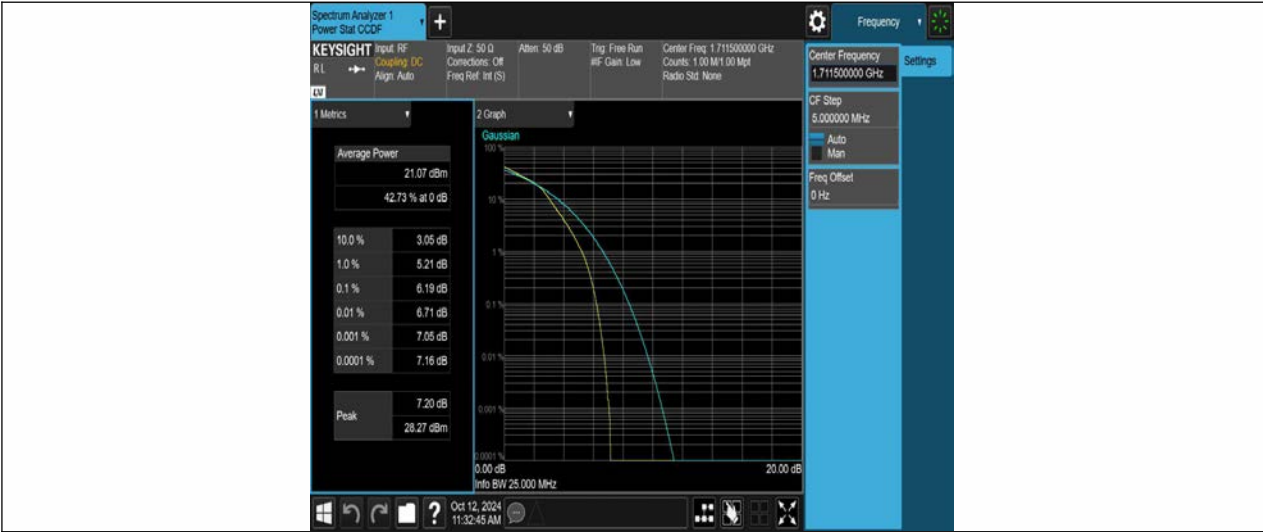 Spectrum Analyzer 1
Power Stat CCDF
Frequency
KEYSIGHT
RL
Input: RF
Coupling: DC
Align: Auto
Input Z: 50 Ω
Corrections: Off
Freq Ref: Int (S)
Atten: 50 dB
Trig: Free Run
#IF Gain: Low
Center Freq: 1.711500000 GHz
Counts: 1.00 M/1.00 Mpt
Radio Std: None
Center Frequency
1.711500000 GHz
Settings
CF Step
5.000000 MHz
Auto
Man
Freq Offset
0 Hz
1 Metrics
Average Power
21.07 dBm
42.73 % at 0 dB
10.0 % 3.05 dB
1.0 % 5.21 dB
0.1 % 6.19 dB
0.01 % 6.71 dB
0.001 % 7.05 dB
0.0001 % 7.16 dB
Peak
7.20 dB
28.27 dBm
2 Graph
Gaussian
100 %
10 %
1 %
0.1 %
0.01 %
0.001 %
0.0001 %
0.00 dB 20.00 dB
Info BW 25.000 MHz
?
Oct 12, 2024
11:32:45 AM